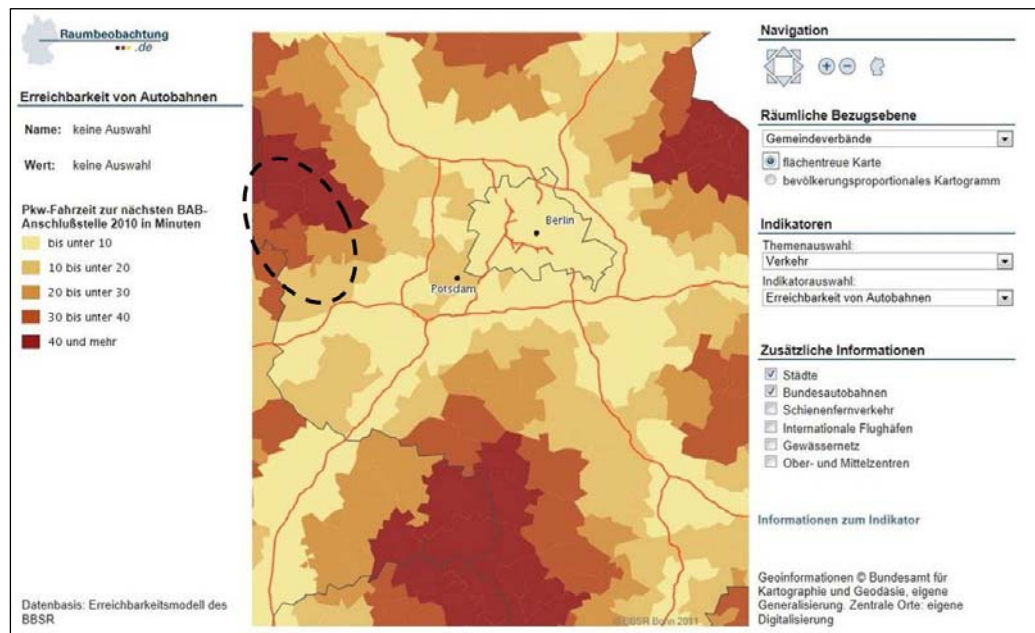 Raumbeobachtung
.de
Erreichbarkeit von Autobahnen
Name: keine Auswahl
Wert: keine Auswahl
Pkw-Fahrzeit zur nächsten BAB-
Anschlußstelle 2010 in Minuten
bis unter 10
10 bis unter 20
20 bis unter 30
30 bis unter 40
40 und mehr
Datenbasis: Erreichbarkeitsmodell des
BBSR
Berlin
Potsdam
© BBSR Bonn 2011
Navigation
Räumliche Bezugsebene
Gemeindeverbände
flächentreue Karte
bevölkerungsproportionales Kartogramm
Indikatoren
Themenauswahl:
Verkehr
Indikatorauswahl:
Erreichbarkeit von Autobahnen
Zusätzliche Informationen
Städte
Bundesautobahnen
Schienenfernverkehr
Internationale Flughäfen
Gewässernetz
Ober- und Mittelzentren
Informationen zum Indikator
Geoinformationen © Bundesamt für
Kartographie und Geodäsie, eigene
Generalisierung. Zentrale Orte: eigene
Digitalisierung